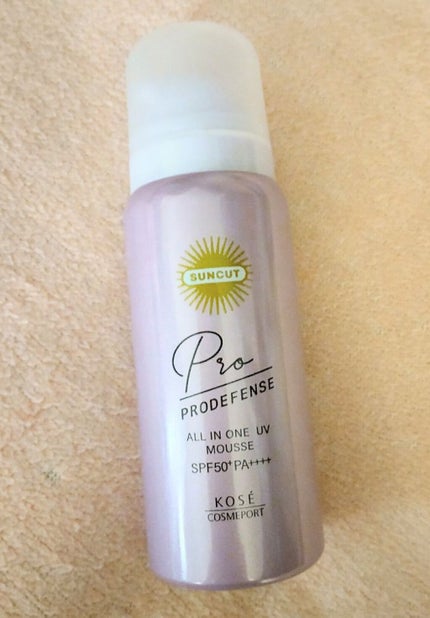 SUNCUT
Pro
PRODEFENSE
ALL IN ONE UV
MOUSSE
SPF50+PA++++
KOSÉ
COSMEPORT